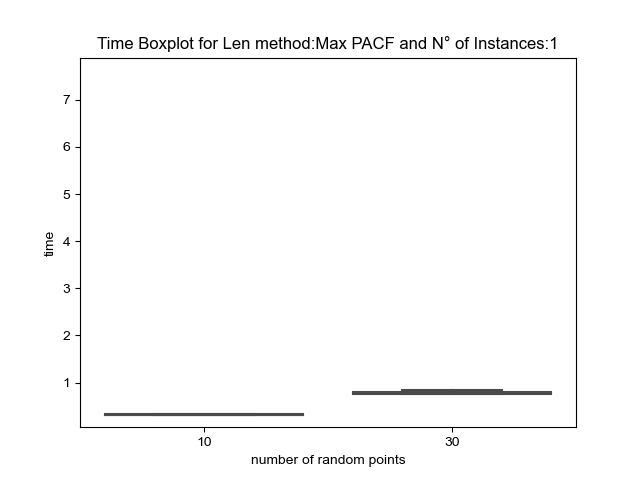 Time Boxplot for Len method:Max PACF and N° of Instances:1
7
6
5
4
3
2
1
time
10 30
number of random points